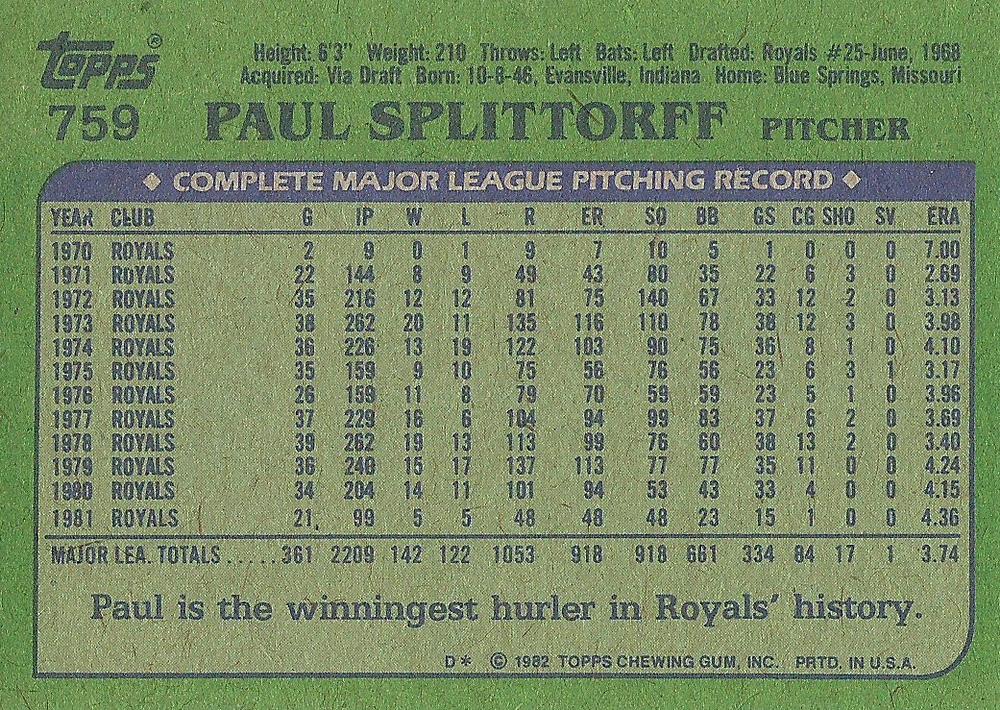 Topps®
Height: 6'3" Weight: 210 Throws: Left Bats: Left Drafted: Royals #25-June, 1968
Acquired: Via Draft Born: 10-8-46, Evansville, Indiana Home: Blue Springs, Missouri
759 PAUL SPLITTORFF PITCHER
◆ COMPLETE MAJOR LEAGUE PITCHING RECORD ◆
YEAR CLUB G IP W L R ER SO BB GS CG SHO SV ERA
1970 ROYALS 2 9 0 1 9 7 10 5 1 0 0 0 7.00
1971 ROYALS 22 144 8 9 49 43 80 35 22 6 3 0 2.69
1972 ROYALS 35 216 12 12 81 75 140 67 33 12 2 0 3.13
1973 ROYALS 38 262 20 11 135 116 110 78 38 12 3 0 3.98
1974 ROYALS 36 226 13 19 122 103 90 75 36 8 1 0 4.10
1975 ROYALS 35 159 9 10 75 56 76 56 23 6 3 1 3.17
1976 ROYALS 26 159 11 8 79 70 59 59 23 5 1 0 3.96
1977 ROYALS 37 229 16 6 104 94 99 83 37 6 2 0 3.69
1978 ROYALS 39 262 19 13 113 99 76 60 38 13 2 0 3.40
1979 ROYALS 36 240 15 17 137 113 77 77 35 11 0 0 4.24
1980 ROYALS 34 204 14 11 101 94 53 43 33 4 0 0 4.15
1981 ROYALS 21 99 5 5 48 48 48 23 15 1 0 0 4.36
MAJOR LEA. TOTALS.....361 2209 142 122 1053 918 918 661 334 84 17 1 3.74
Paul is the winningest hurler in Royals' history.
D* © 1982 TOPPS CHEWING GUM, INC. PRTD. IN U.S.A.